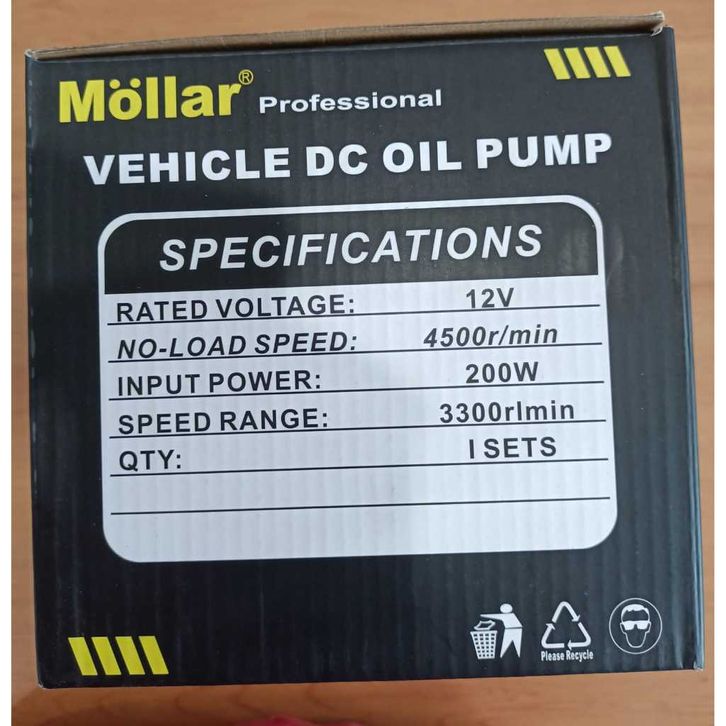 Möllar® Professional
VEHICLE DC OIL PUMP
SPECIFICATIONS
RATED VOLTAGE: 12V
NO-LOAD SPEED: 4500r/min
INPUT POWER: 200W
SPEED RANGE: 3300rlmin
QTY: I SETS
Please Recycle